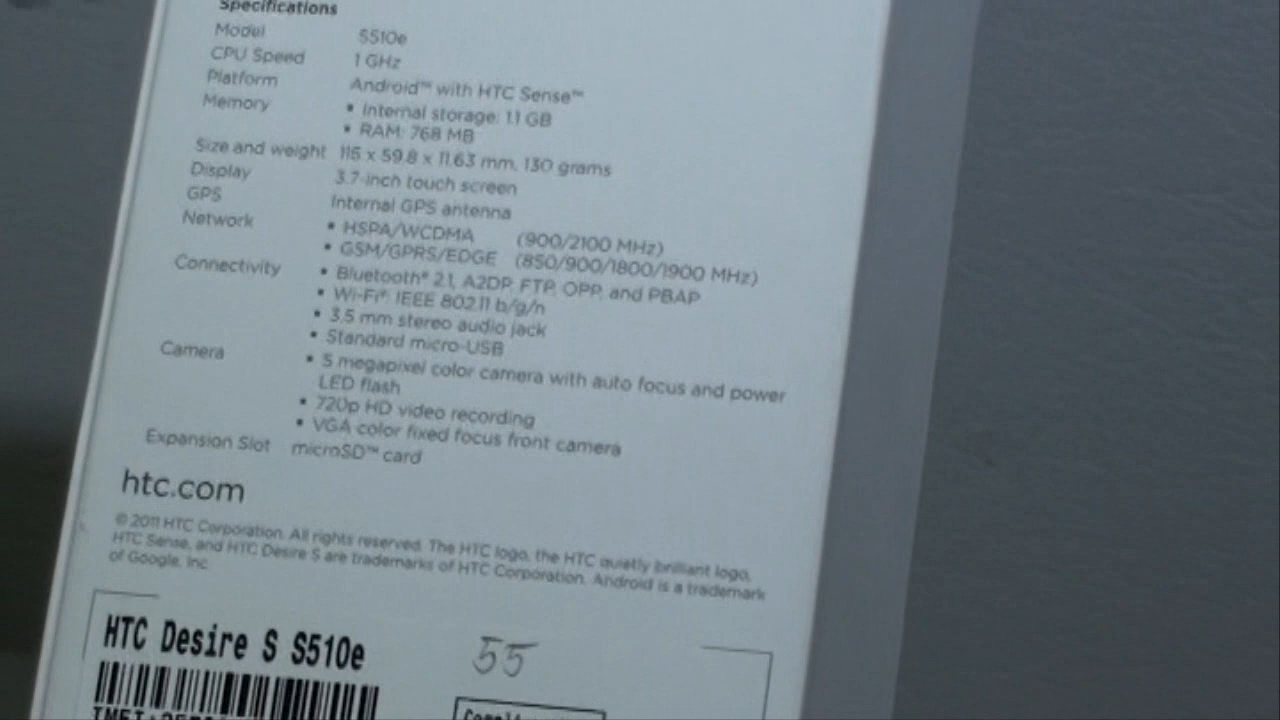 Specifications
Model S510e
CPU Speed 1 GHz
Platform Android™ with HTC Sense™
Memory • Internal storage: 1.1 GB
• RAM: 768 MB
Size and weight 115 x 59.8 x 11.63 mm, 130 grams
Display 3.7-inch touch screen
GPS Internal GPS antenna
Network • HSPA/WCDMA (900/2100 MHz)
• GSM/GPRS/EDGE (850/900/1800/1900 MHz)
Connectivity • Bluetooth® 2.1, A2DP, FTP, OPP, and PBAP
• Wi-Fi®: IEEE 802.11 b/g/n
• 3.5 mm stereo audio jack
• Standard micro-USB
Camera • 5 megapixel color camera with auto focus and power
LED flash
• 720p HD video recording
• VGA color fixed focus front camera
Expansion Slot microSD™ card
htc.com
© 2011 HTC Corporation. All rights reserved. The HTC logo, the HTC quietly brilliant logo,
HTC Sense, and HTC Desire S are trademarks of HTC Corporation. Android is a trademark
of Google, Inc.
HTC Desire S S510e
55